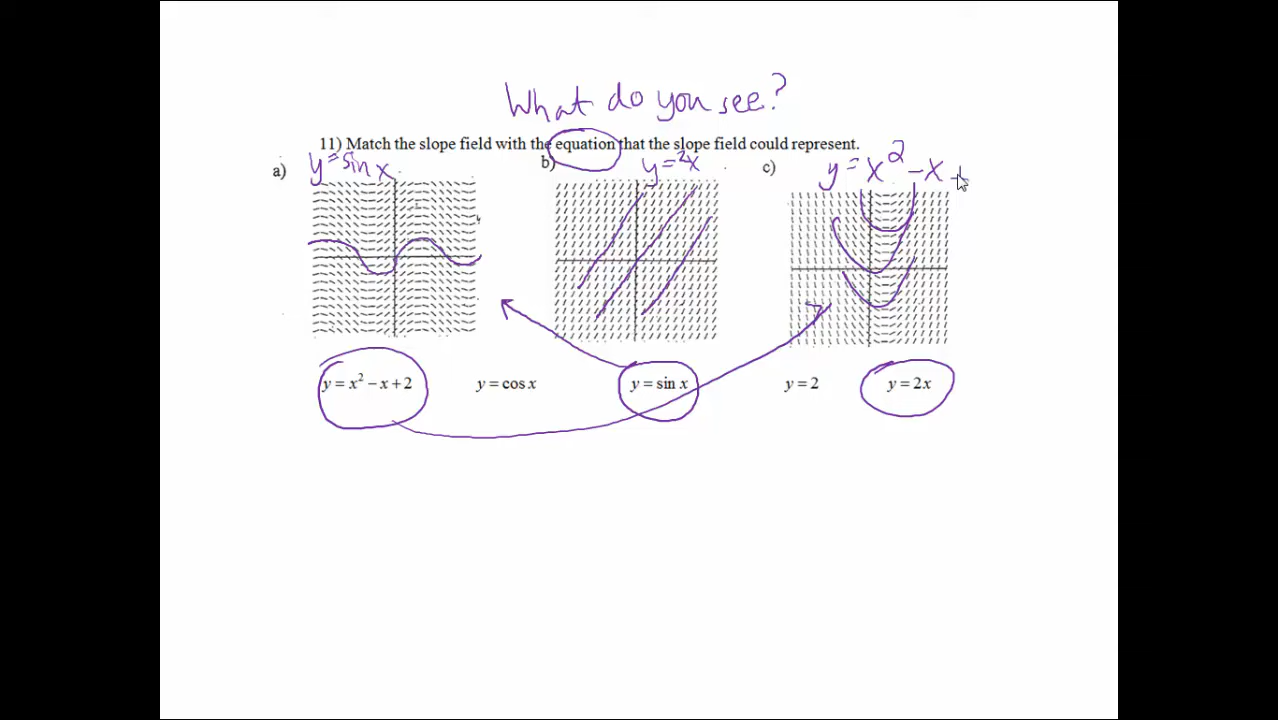 What do you see?
11) Match the slope field with the equation that the slope field could represent.
a) y = sin x b) y = 2x c) y = x² - x +
y = x² − x + 2 y = cos x y = sin x y = 2 y = 2x